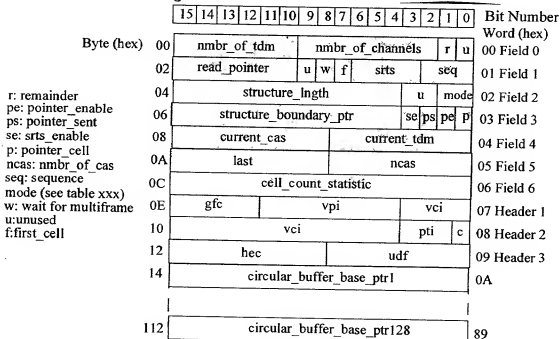 15 14 13 12 11 10 9 8 7 6 5 4 3 2 1 0 Bit Number
Word (hex)
Byte (hex) 00 nmbr_of_tdm nmbr_of_channels r u 00 Field 0
02 read_pointer u w f srts seq 01 Field 1
04 structure_lngth u mode 02 Field 2
06 structure_boundary_ptr se ps pe p 03 Field 3
08 current_cas current_tdm 04 Field 4
0A last ncas 05 Field 5
0C cell_count_statistic 06 Field 6
0E gfc vpi vci 07 Header 1
10 vci pti c 08 Header 2
12 hec udf 09 Header 3
14 circular_buffer_base_ptr1 0A
112 circular_buffer_base_ptr128 89
r: remainder
pe: pointer_enable
ps: pointer_sent
se: srts_enable
p: pointer_cell
ncas: nmbr_of_cas
seq: sequence
mode (see table xxx)
w: wait for multiframe
u:unused
f:first_cell